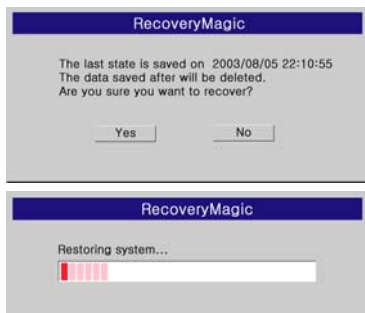 RecoveryMagic
The last state is saved on 2003/08/05 22:10:55
The data saved after will be deleted.
Are you sure you want to recover?
Yes No
RecoveryMagic
Restoring system...